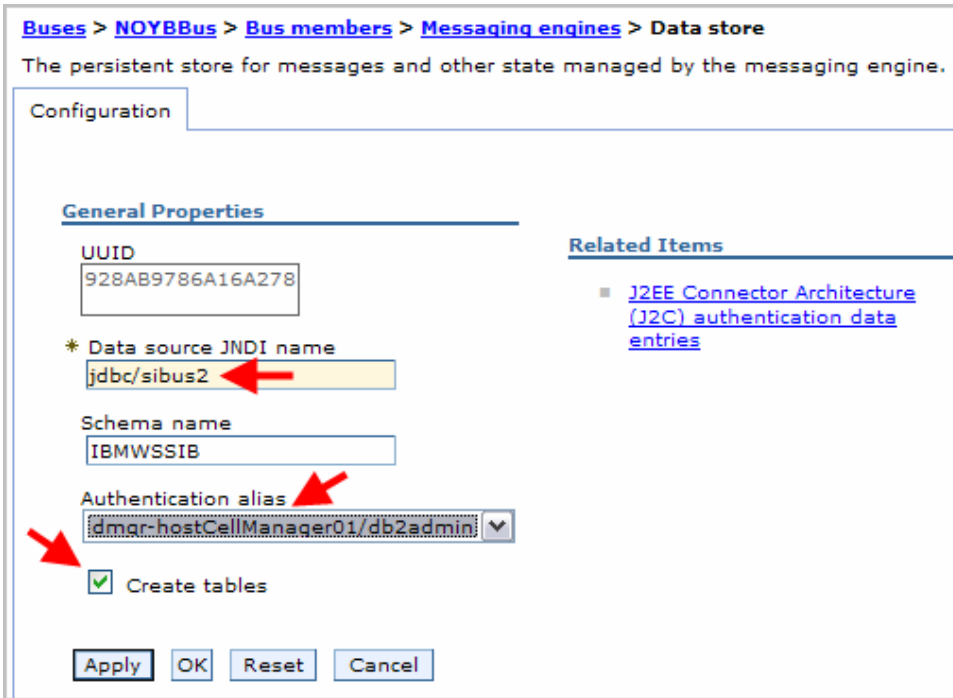 Buses > NOYBBus > Bus members > Messaging engines > Data store
The persistent store for messages and other state managed by the messaging engine.
Configuration
General Properties
UUID
928AB9786A16A278
* Data source JNDI name
jdbc/sibus2
Schema name
IBMWSSIB
Authentication alias
dmgr-hostCellManager01/db2admin
Create tables
Apply OK Reset Cancel
Related Items
J2EE Connector Architecture
(J2C) authentication data
entries